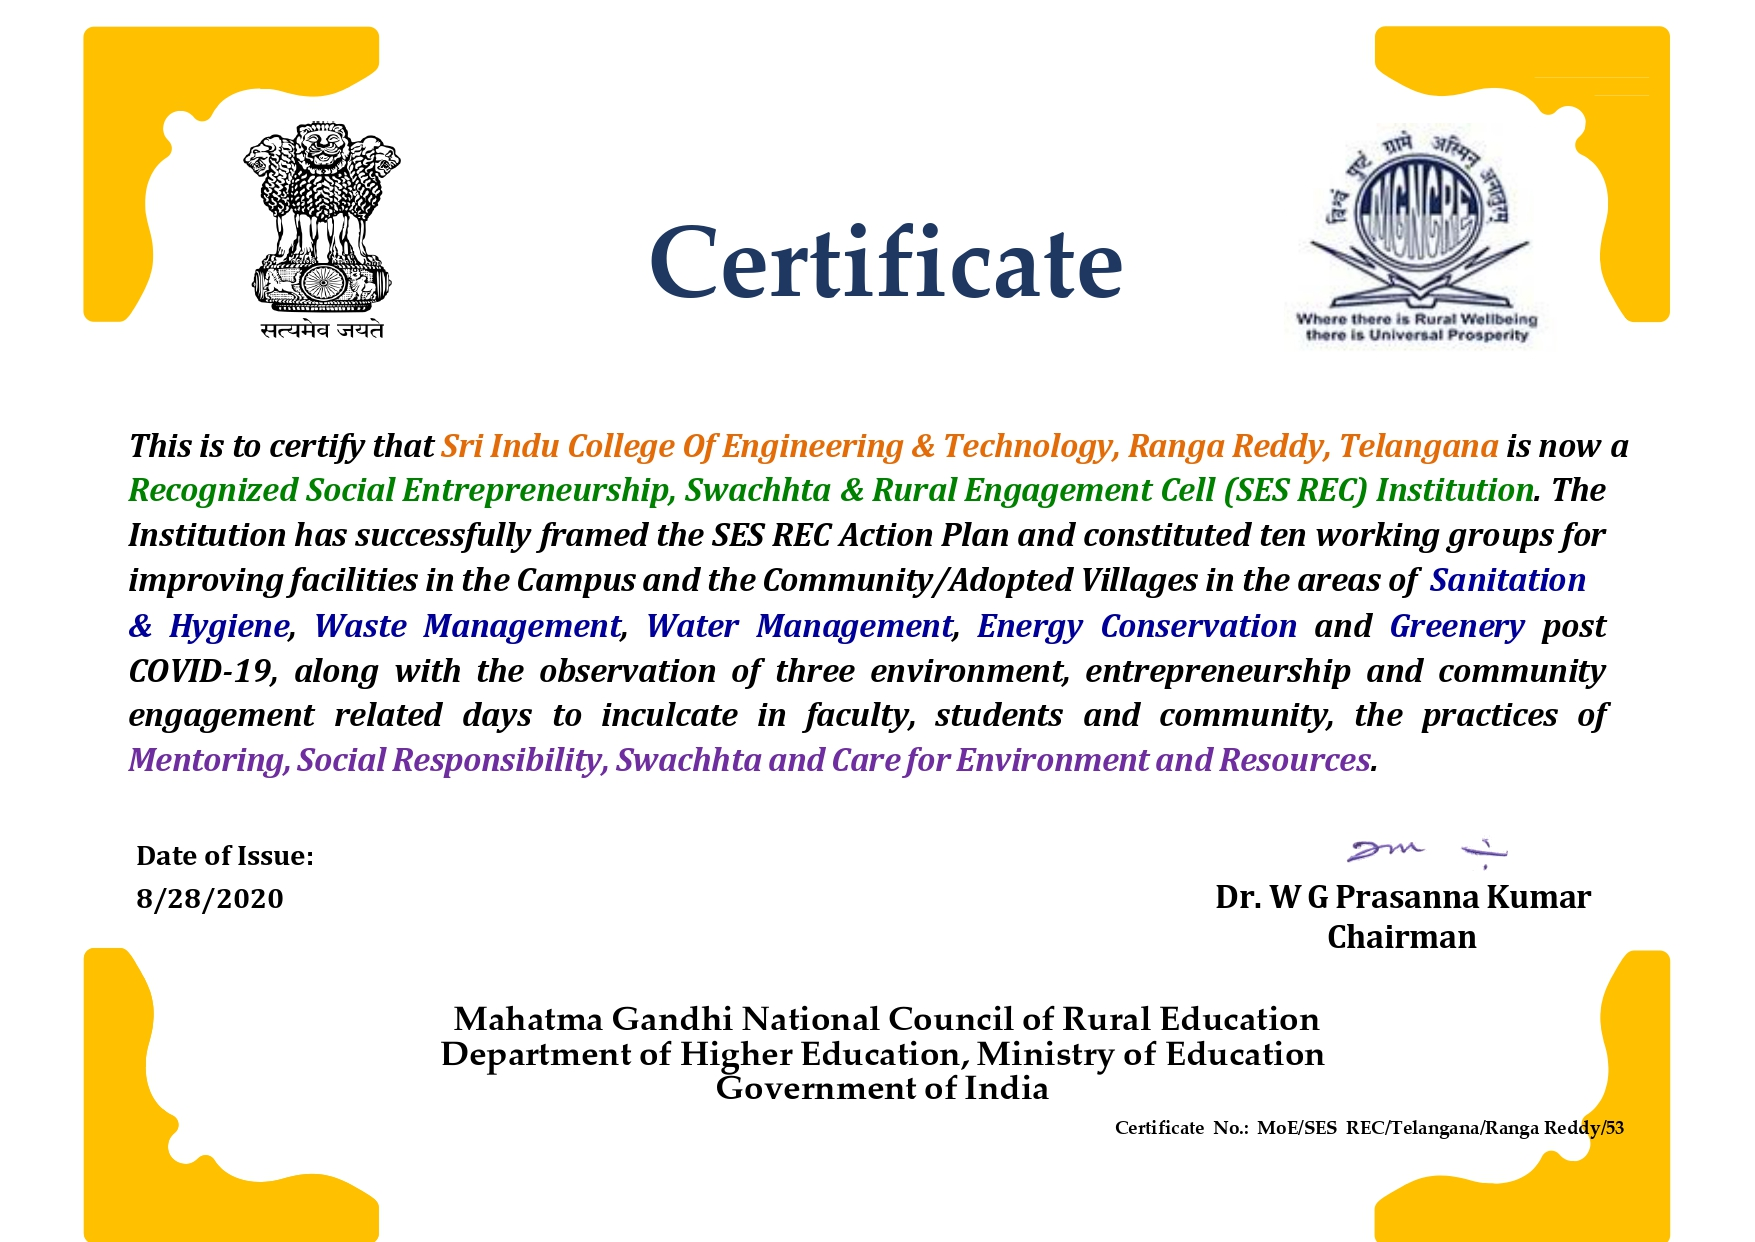 सत्यमेव जयते
Certificate
विश्वं पुष्टं ग्रामे अस्मिन् अनातुरम्
MGNCRE
Where there is Rural Wellbeing
there is Universal Prosperity
This is to certify that Sri Indu College Of Engineering & Technology, Ranga Reddy, Telangana is now a
Recognized Social Entrepreneurship, Swachhta & Rural Engagement Cell (SES REC) Institution. The
Institution has successfully framed the SES REC Action Plan and constituted ten working groups for
improving facilities in the Campus and the Community/Adopted Villages in the areas of Sanitation
& Hygiene, Waste Management, Water Management, Energy Conservation and Greenery post
COVID-19, along with the observation of three environment, entrepreneurship and community
engagement related days to inculcate in faculty, students and community, the practices of
Mentoring, Social Responsibility, Swachhta and Care for Environment and Resources.
Date of Issue:
8/28/2020
Dr. W G Prasanna Kumar
Chairman
Mahatma Gandhi National Council of Rural Education
Department of Higher Education, Ministry of Education
Government of India
Certificate No.: MoE/SES REC/Telangana/Ranga Reddy/53